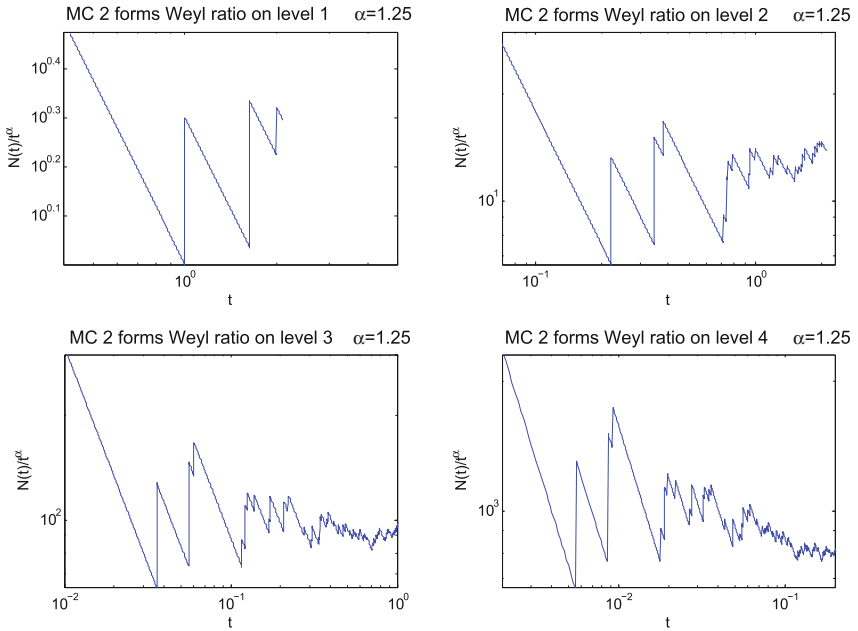 MC 2 forms Weyl ratio on level 1 α=1.25
N(t)/t^α
10^0.4
10^0.3
10^0.2
10^0.1
10^0
t
MC 2 forms Weyl ratio on level 2 α=1.25
N(t)/t^α
10^1
10^−1
10^0
t
MC 2 forms Weyl ratio on level 3 α=1.25
N(t)/t^α
10^2
10^−2
10^−1
10^0
t
MC 2 forms Weyl ratio on level 4 α=1.25
N(t)/t^α
10^3
10^−2
10^−1
t